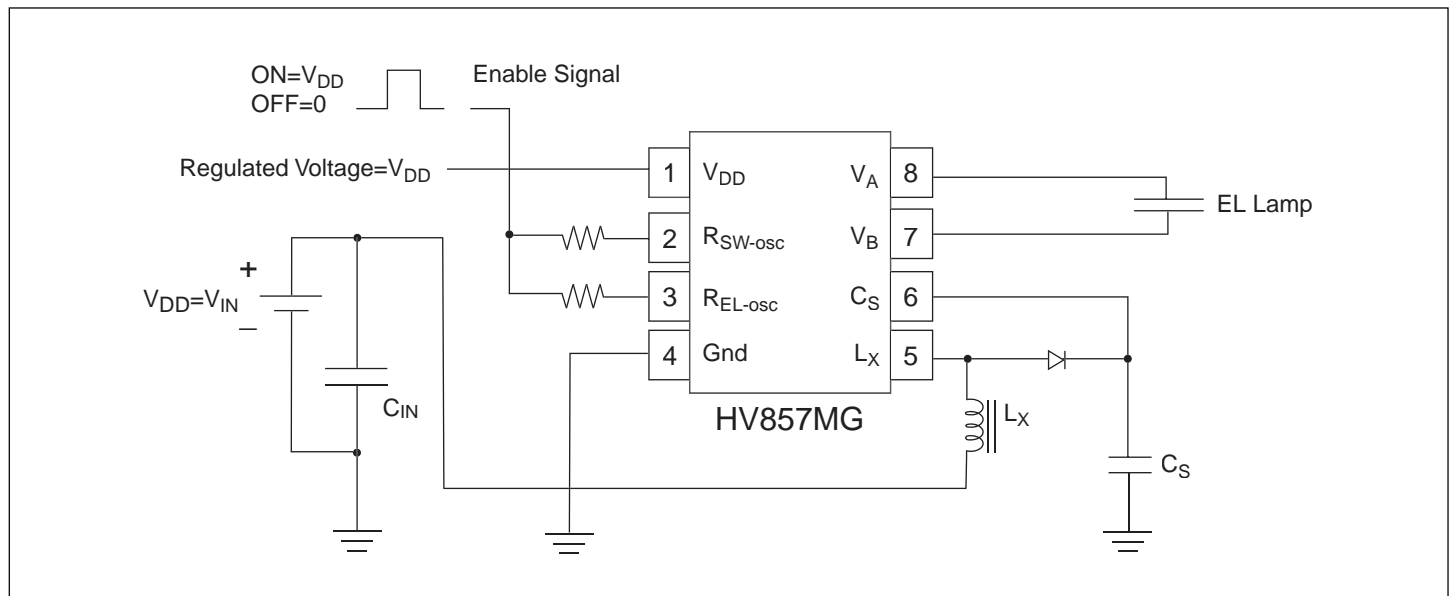 ON=VDD
OFF=0
Enable Signal
Regulated Voltage=VDD
1
VDD
VA
8
EL Lamp
2
RSW-osc
VB
7
+
VDD=VIN
–
3
REL-osc
CS
6
4
Gnd
LX
5
CIN
HV857MG
LX
CS